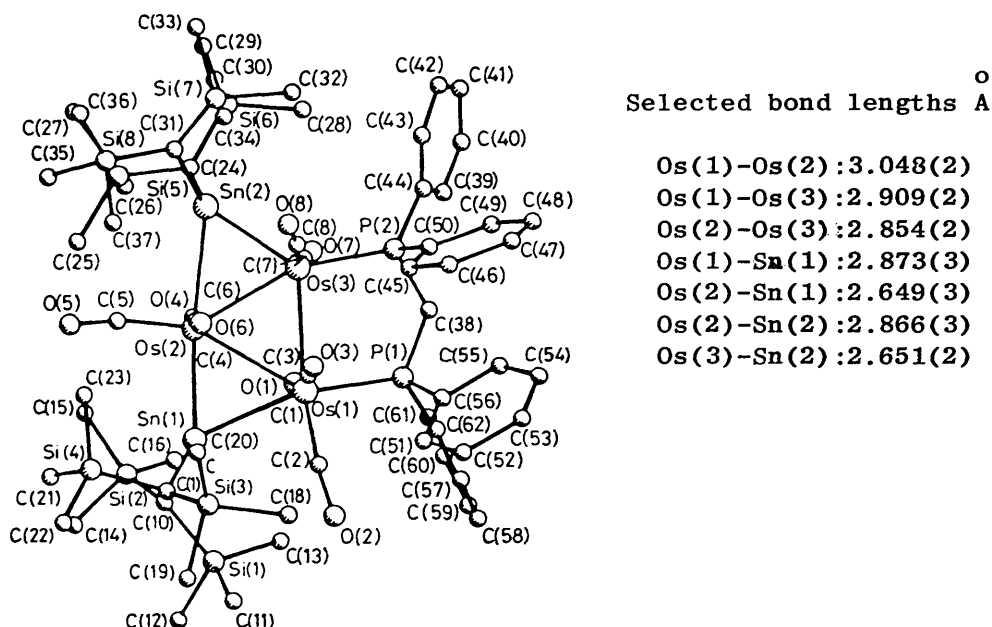 C(33)
C(29)
C(30)
C(42)
C(41)
Si(7)
C(32)
C(36)
C(28)
C(27)
C(31)
Si(6)
C(43)
C(40)
Si(8)
C(34)
C(35)
C(24)
C(44)
C(39)
Si(5)
C(26)
Sn(2)
O(8)
C(49)
C(48)
C(37)
C(8)
P(2)
C(50)
O(7)
C(47)
C(25)
C(7)
C(46)
O(5)
C(5)
O(4)
C(6)
Os(3)
C(45)
O(6)
C(38)
Os(2)
C(3)
O(3)
P(1)
C(55)
C(54)
C(4)
O(1)
C(23)
C(1)
Os(1)
C(56)
C(15)
Sn(1)
C(61)
C(62)
C(53)
C(20)
C(51)
Si(4)
C(16)
C
C(2)
C(60)
C(52)
C(21)
C(1)
Si(3)
C(18)
C(57)
Si(2)
C(10)
C(59)
C(22)
C(14)
O(2)
C(58)
C(13)
C(19)
Si(1)
C(12)
C(11)
o
Selected bond lengths A
Os(1)-Os(2):3.048(2)
Os(1)-Os(3):2.909(2)
Os(2)-Os(3):2.854(2)
Os(1)-Sn(1):2.873(3)
Os(2)-Sn(1):2.649(3)
Os(2)-Sn(2):2.866(3)
Os(3)-Sn(2):2.651(2)